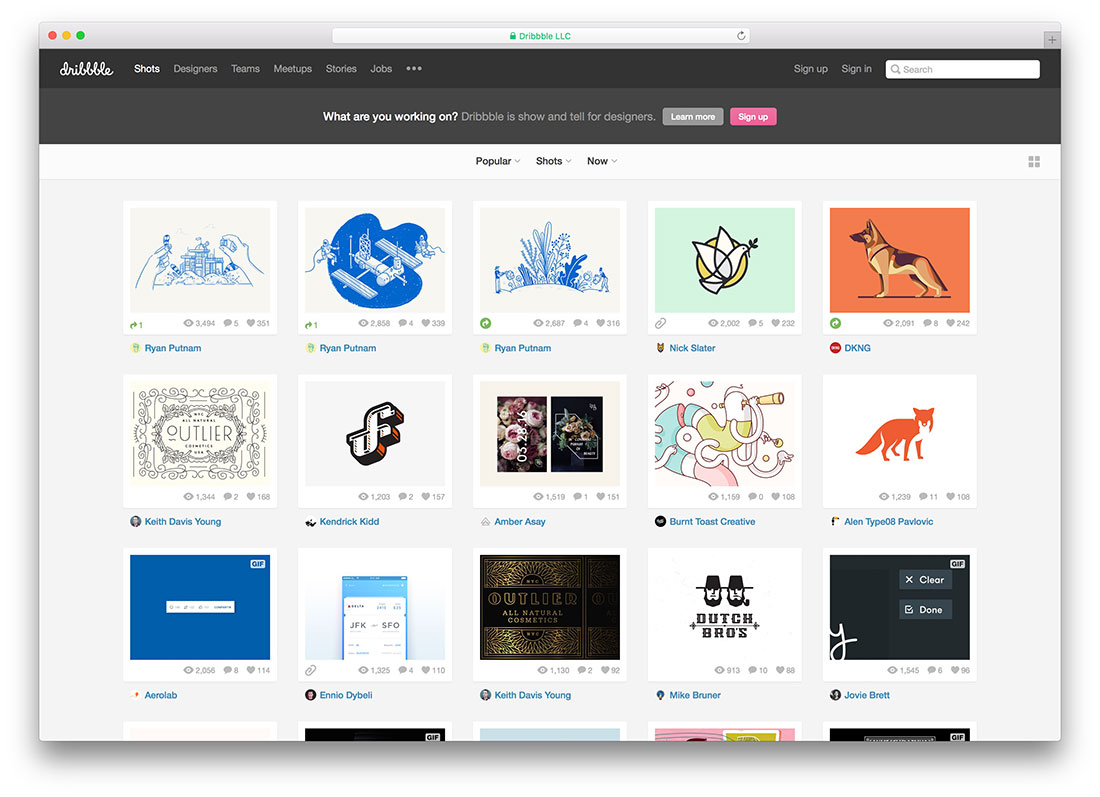 Dribbble LLC
dribbble Shots Designers Teams Meetups Stories Jobs ••• Sign up Sign in Search
What are you working on? Dribbble is show and tell for designers. Learn more Sign up
Popular Shots Now
1 3,494 5 351
Ryan Putnam
1 2,858 4 339
Ryan Putnam
2,687 4 316
Ryan Putnam
2,002 5 232
Nick Slater
2,091 8 242
DKNG
NYC
ALL NATURAL
OUTLIER
COSMETICS
USA
1,344 2 168
Keith Davis Young
f
1,203 2 157
Kendrick Kidd
03.28.16
1,519 1 151
Amber Asay
1,159 0 108
Burnt Toast Creative
1,239 11 108
Alen Type08 Pavlovic
GIF
2,056 8 114
Aerolab
DELTA
JFK SFO
1,325 4 110
Ennio Dybeli
NYC
OUTLIER
ALL NATURAL
COSMETICS
NYC
1,130 2 92
Keith Davis Young
DUTCH
BRO'S
913 10 88
Mike Bruner
GIF
Clear
Done
y
1,545 6 96
Jovie Brett
GIF
GIF